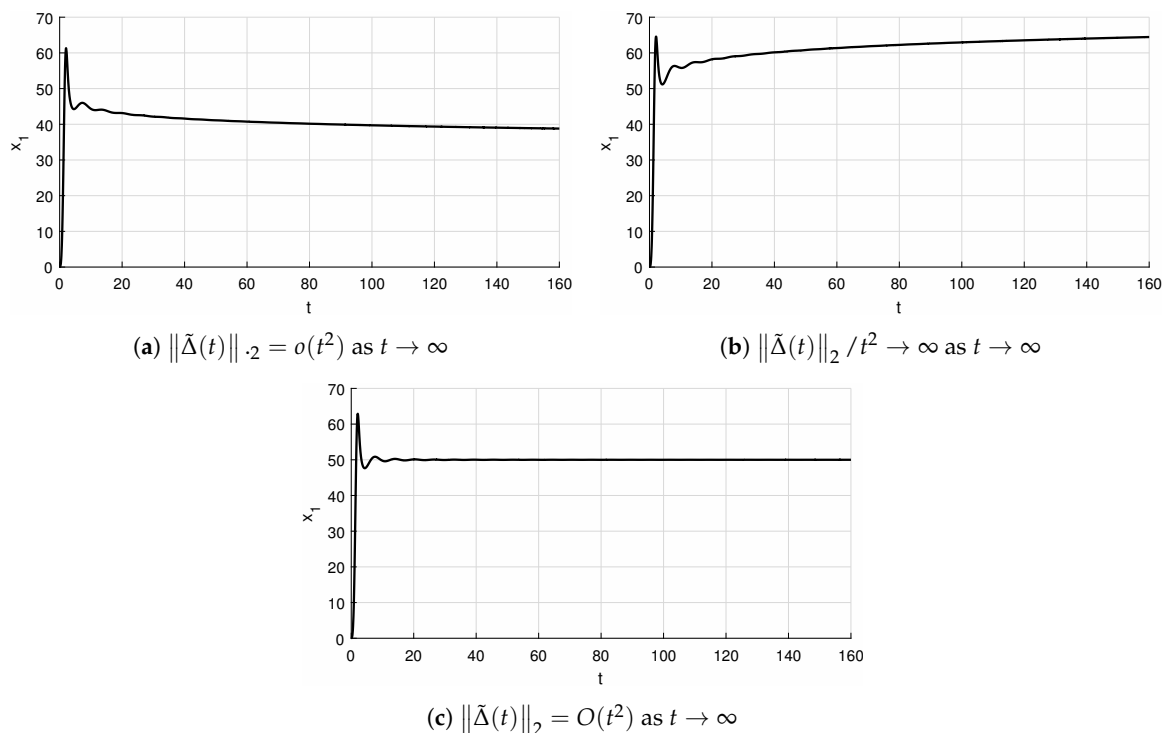 70
60
50
40
30
20
10
0
x₁
0 20 40 60 80 100 120 140 160
t
(a) ‖Δ̃(t)‖ ·₂ = o(t²) as t → ∞
70
60
50
40
30
20
10
0
x₁
0 20 40 60 80 100 120 140 160
t
(b) ‖Δ̃(t)‖₂ /t² → ∞ as t → ∞
70
60
50
40
30
20
10
0
x₁
0 20 40 60 80 100 120 140 160
t
(c) ‖Δ̃(t)‖₂ = O(t²) as t → ∞